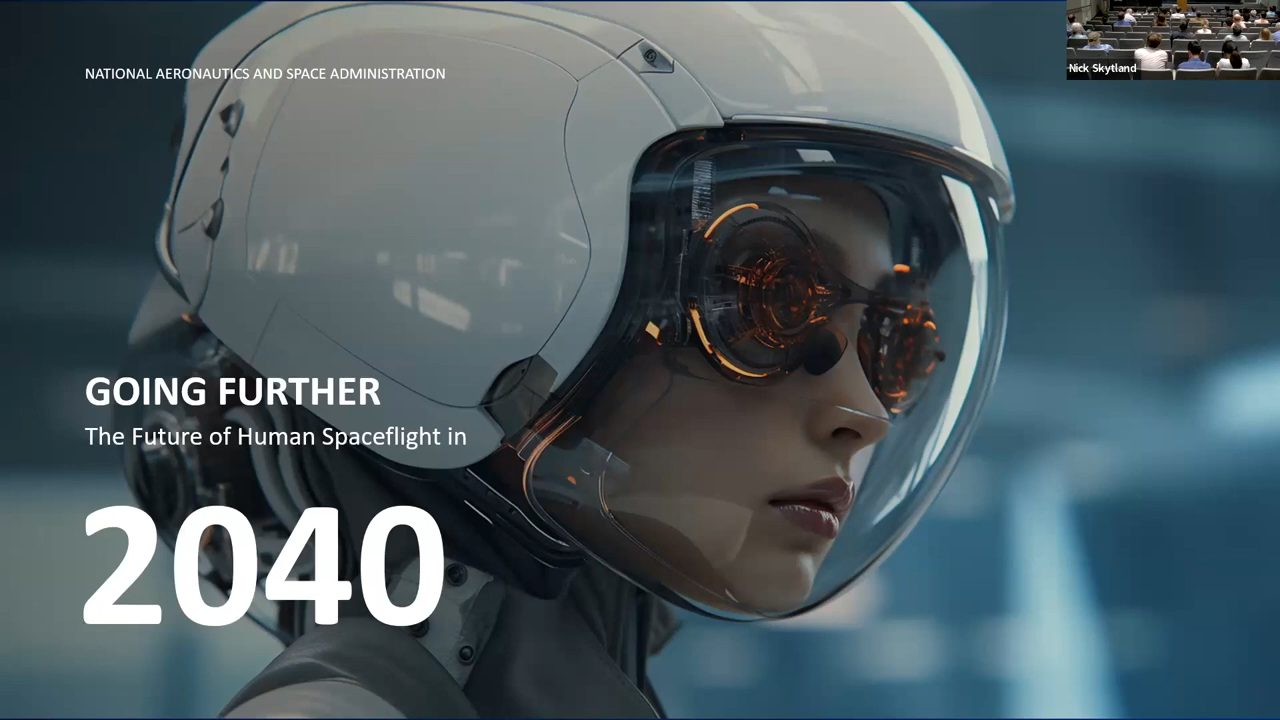 NATIONAL AERONAUTICS AND SPACE ADMINISTRATION
Nick Skytland
GOING FURTHER
The Future of Human Spaceflight in
2040